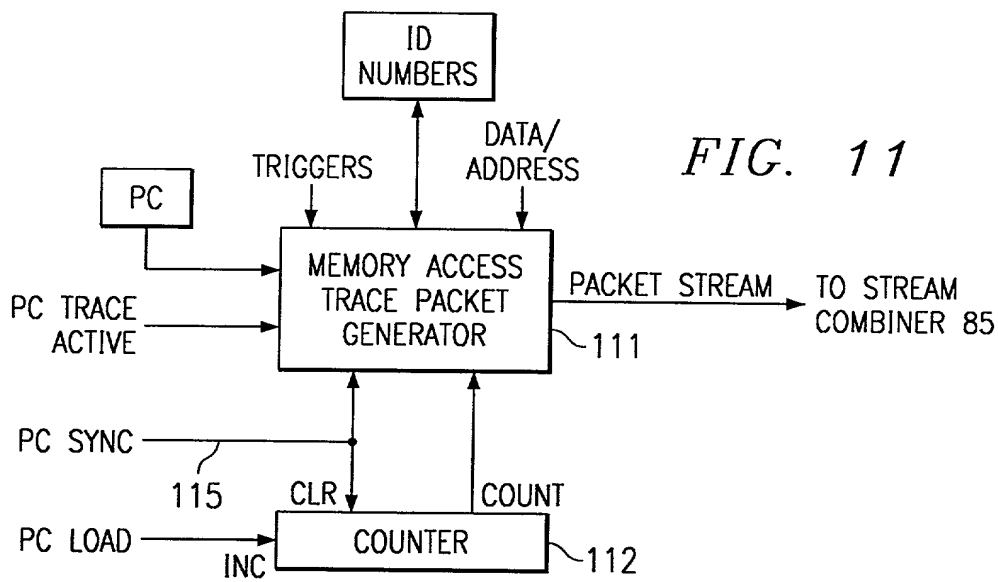 ID
NUMBERS
DATA/
ADDRESS
TRIGGERS
FIG. 11
PC
MEMORY ACCESS
TRACE PACKET
GENERATOR
PACKET STREAM
TO STREAM
COMBINER 85
PC TRACE
ACTIVE
111
PC SYNC
115
CLR
COUNT
PC LOAD
INC
COUNTER
112